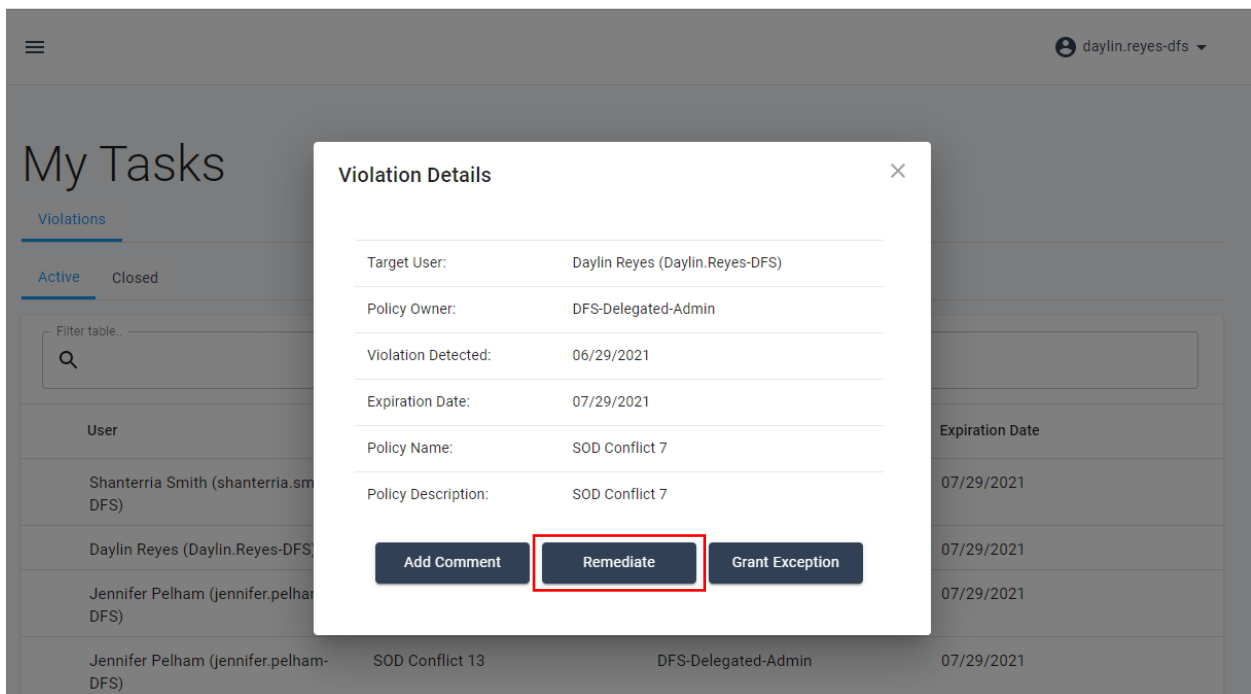 daylin.reyes-dfs
My Tasks
Violations
Active Closed
Filter table..
User Expiration Date
Shanterria Smith (shanterria.sm
DFS) 07/29/2021
Daylin Reyes (Daylin.Reyes-DFS) 07/29/2021
Jennifer Pelham (jennifer.pelhar
DFS) 07/29/2021
Jennifer Pelham (jennifer.pelham- SOD Conflict 13 DFS-Delegated-Admin 07/29/2021
DFS)
Violation Details
Target User: Daylin Reyes (Daylin.Reyes-DFS)
Policy Owner: DFS-Delegated-Admin
Violation Detected: 06/29/2021
Expiration Date: 07/29/2021
Policy Name: SOD Conflict 7
Policy Description: SOD Conflict 7
Add Comment Remediate Grant Exception